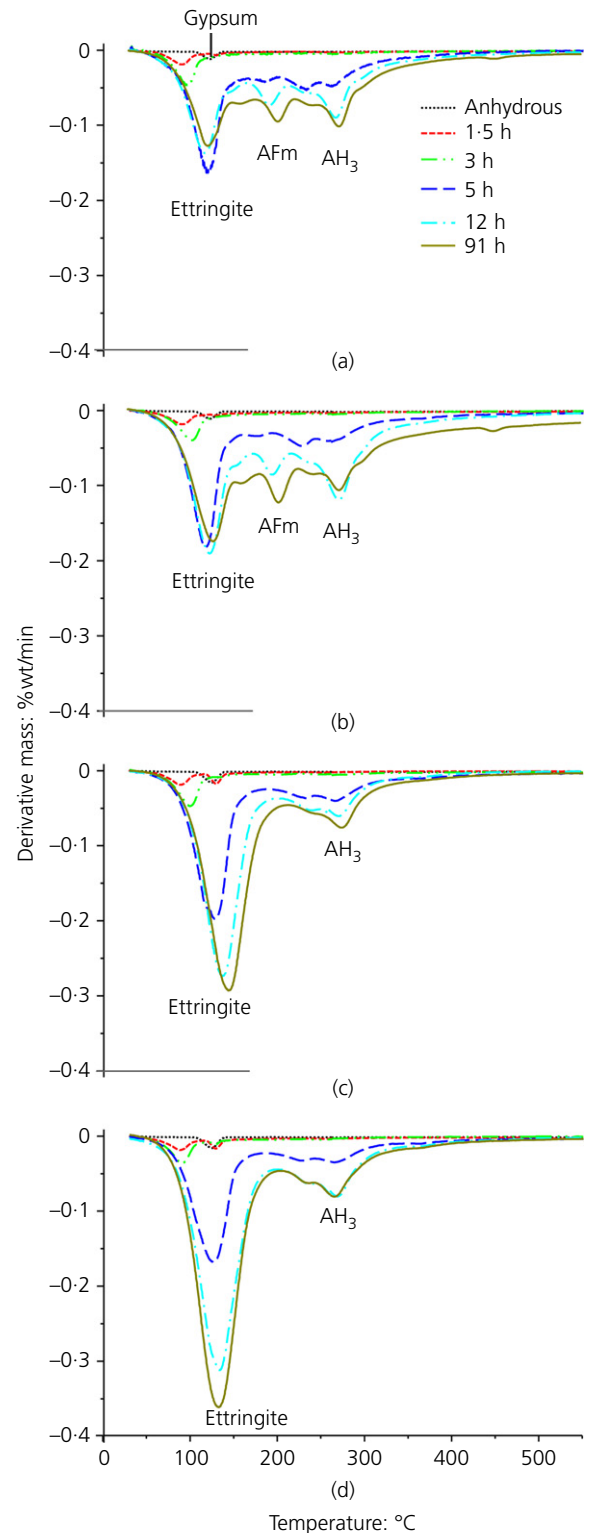 Gypsum
0
−0·1
−0·2
−0·3
−0·4
Ettringite
AFm
AH₃
Anhydrous
1·5 h
3 h
5 h
12 h
91 h
(a)
0
−0·1
−0·2
−0·3
−0·4
Ettringite
AFm
AH₃
(b)
Derivative mass: %wt/min
0
−0·1
−0·2
−0·3
−0·4
Ettringite
AH₃
(c)
0
−0·1
−0·2
−0·3
−0·4
Ettringite
AH₃
0 100 200 300 400 500
(d)
Temperature: °C